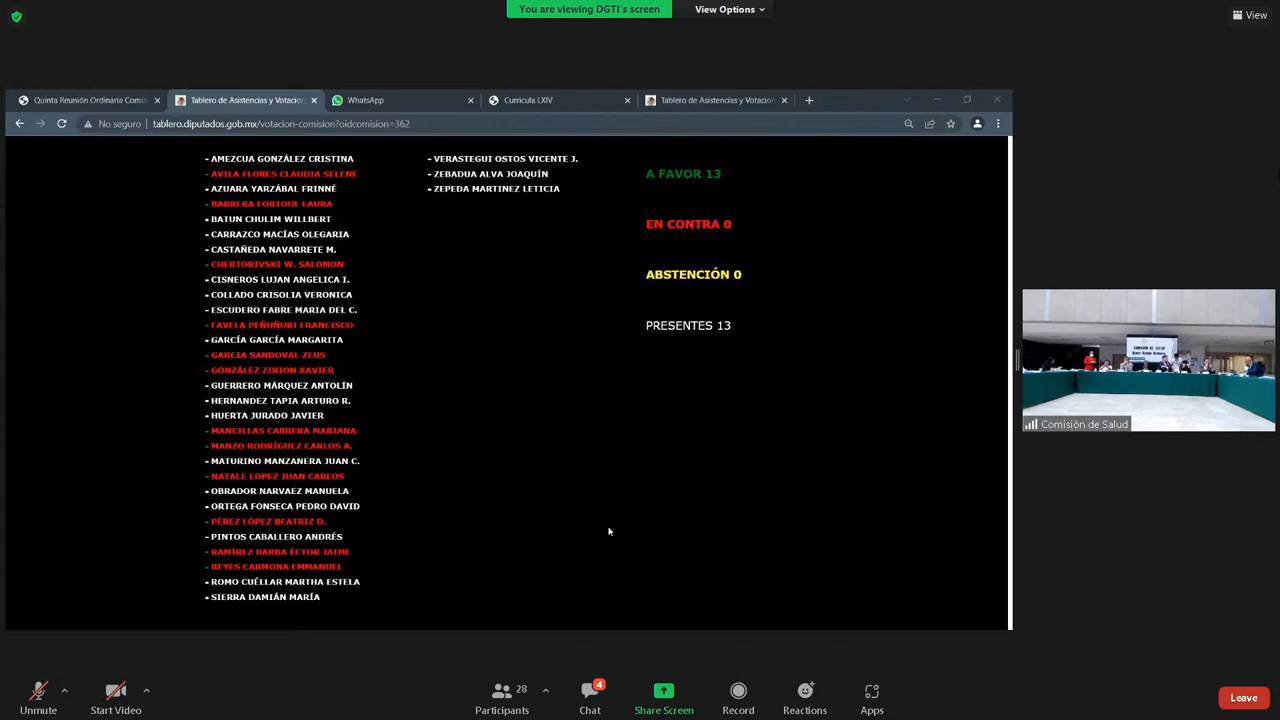 You are viewing DGTI's screen
View Options
View
Quinta Reunión Ordinaria Comis
Tablero de Asistencias y Votacion
WhatsApp
Curricula LXIV
Tablero de Asistencias y Votacion
No seguro
tablero.diputados.gob.mx/votacion-comision?oidcomision=362
- AMEZCUA GONZÁLEZ CRISTINA
- AVILA FLORES CLAUDIA SELENE
- AZUARA YARZÁBAL FRINNÉ
- BARRERA FORTOUL LAURA
- BATUN CHULIM WILLBERT
- CARRAZCO MACÍAS OLEGARIA
- CASTAÑEDA NAVARRETE M.
- CHERTORIVSKI W. SALOMON
- CISNEROS LUJAN ANGELICA I.
- COLLADO CRISOLIA VERONICA
- ESCUDERO FABRE MARIA DEL C.
- FAVELA PEÑUÑURI FRANCISCO
- GARCÍA GARCÍA MARGARITA
- GARCIA SANDOVAL ZEUS
- GONZÁLEZ ZIRION XAVIER
- GUERRERO MÁRQUEZ ANTOLÍN
- HERNANDEZ TAPIA ARTURO R.
- HUERTA JURADO JAVIER
- MANCILLAS CABRERA MARIANA
- MANZO RODRÍGUEZ CARLOS A.
- MATURINO MANZANERA JUAN C.
- NATALE LOPEZ JUAN CARLOS
- OBRADOR NARVAEZ MANUELA
- ORTEGA FONSECA PEDRO DAVID
- PÉREZ LÓPEZ BEATRIZ D.
- PINTOS CABALLERO ANDRÉS
- RAMÍREZ BARBA ÉCTOR JAIME
- REYES CARMONA EMMANUEL
- ROMO CUÉLLAR MARTHA ESTELA
- SIERRA DAMIÁN MARÍA
- VERASTEGUI OSTOS VICENTE J.
- ZEBADUA ALVA JOAQUÍN
- ZEPEDA MARTINEZ LETICIA
A FAVOR 13
EN CONTRA 0
ABSTENCIÓN 0
PRESENTES 13
COMISIÓN DE SALUD
Comisión de Salud
Unmute
Start Video
28
Participants
4
Chat
Share Screen
Record
Reactions
Apps
Leave